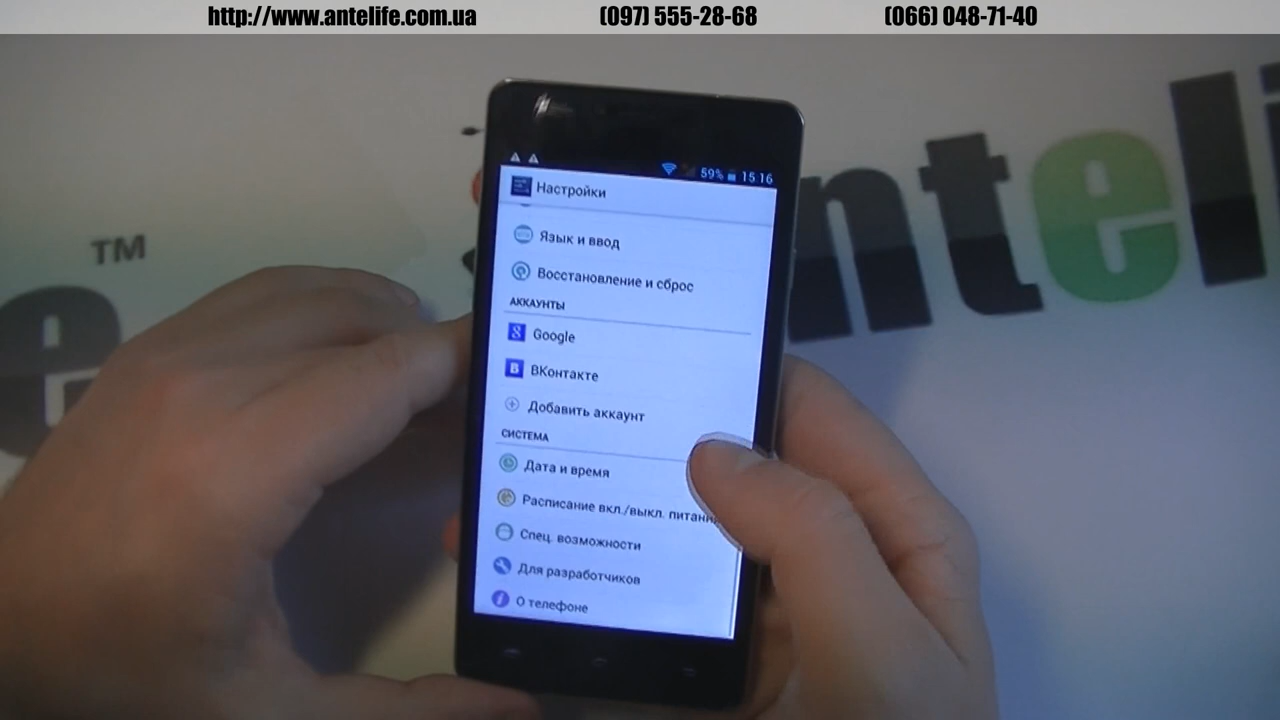 http://www.antelife.com.ua (097) 555-28-68 (066) 048-71-40
TM
e antel
59% 15:16
Настройки
Язык и ввод
Восстановление и сброс
АККАУНТЫ
Google
ВКонтакте
Добавить аккаунт
СИСТЕМА
Дата и время
Расписание вкл./выкл.
Спец. возможности
Для разработчиков
О телефоне